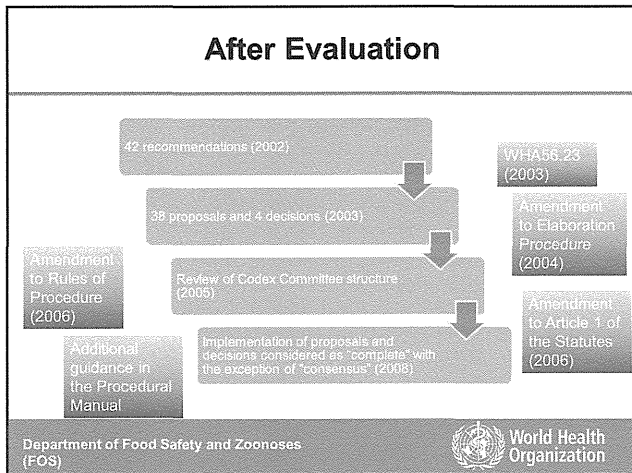 After Evaluation
42 recommendations (2002)
WHA56.23
(2003)
38 proposals and 4 decisions (2003)
Amendment
to Elaboration
Procedure
(2004)
Amendment
to Rules of
Procedure
(2006)
Review of Codex Committee structure
(2005)
Amendment
to Article 1 of
the Statutes
(2006)
Implementation of proposals and
decisions considered as "complete" with
the exception of "consensus" (2008)
Additional
guidance in
the Procedural
Manual
Department of Food Safety and Zoonoses
(FOS)
World Health
Organization